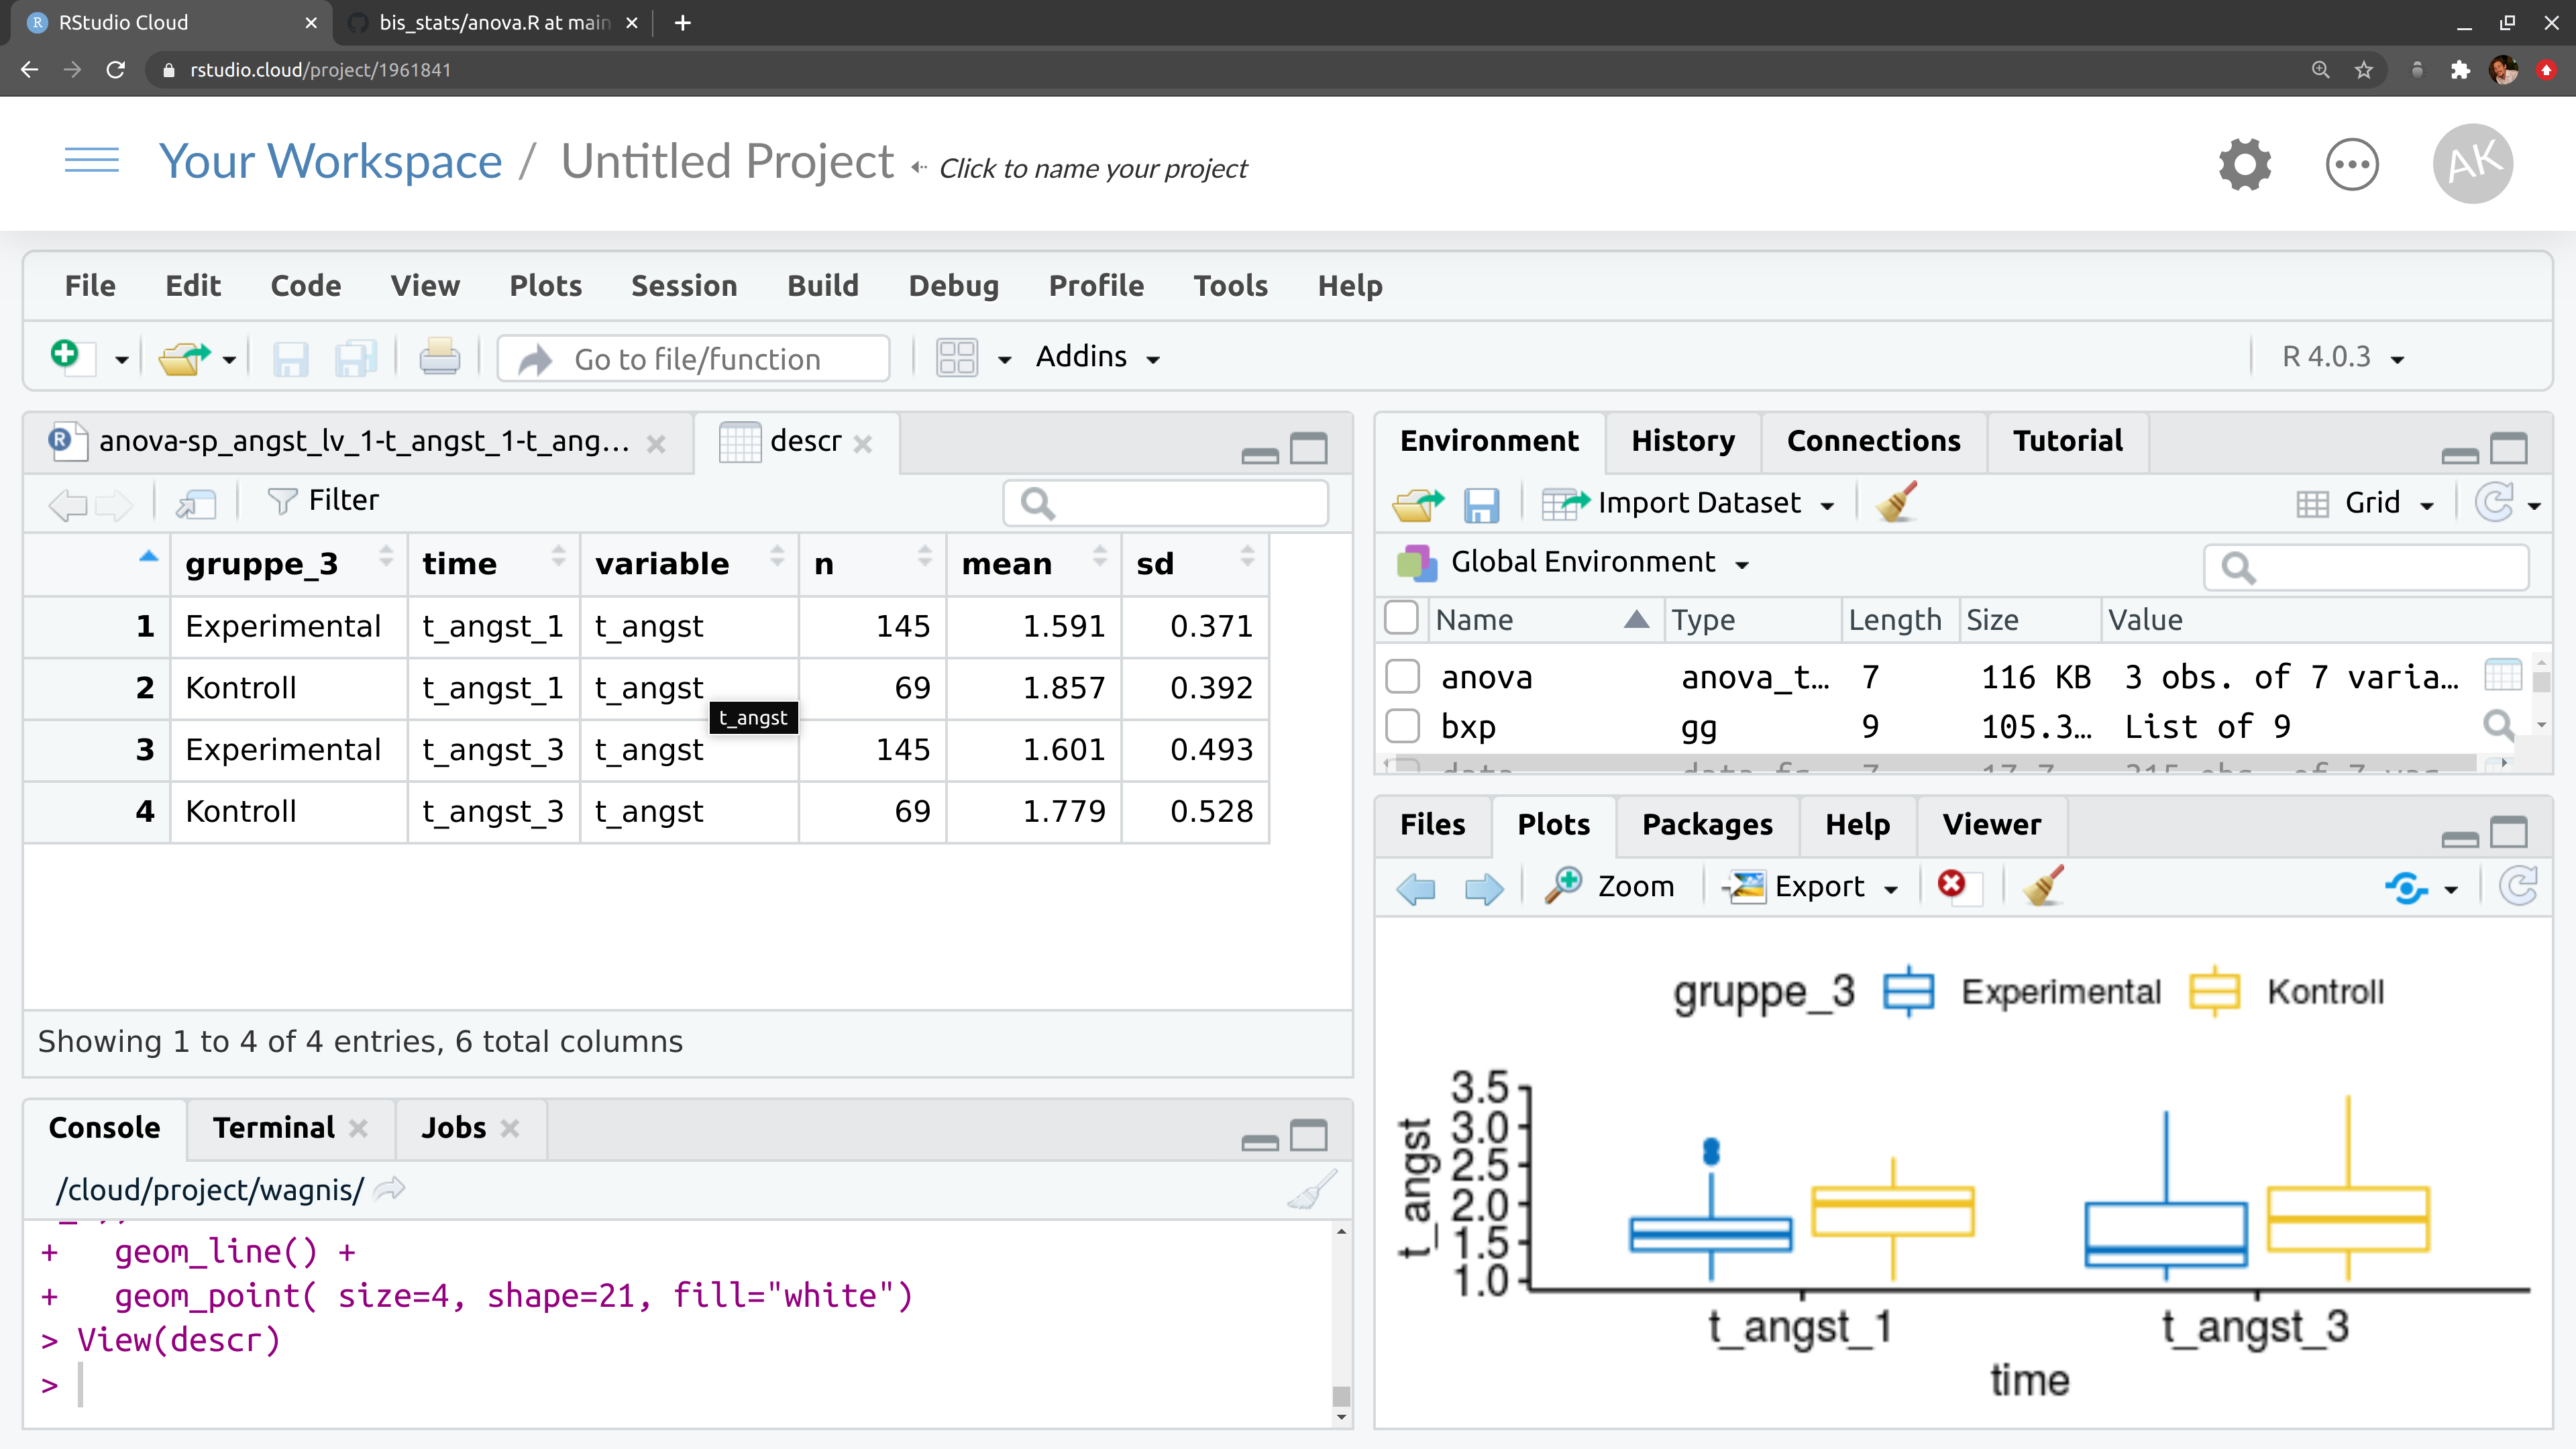 RStudio Cloud
bis_stats/anova.R at main
rstudio.cloud/project/1961841
Your Workspace / Untitled Project
Click to name your project
AK
File Edit Code View Plots Session Build Debug Profile Tools Help
Go to file/function
Addins
R 4.0.3
anova-sp_angst_lv_1-t_angst_1-t_ang...
descr
Filter
gruppe_3 time variable n mean sd
1 Experimental t_angst_1 t_angst 145 1.591 0.371
2 Kontroll t_angst_1 t_angst 69 1.857 0.392
t_angst
3 Experimental t_angst_3 t_angst 145 1.601 0.493
4 Kontroll t_angst_3 t_angst 69 1.779 0.528
Showing 1 to 4 of 4 entries, 6 total columns
Console Terminal Jobs
/cloud/project/wagnis/
+ geom_line() +
+ geom_point( size=4, shape=21, fill="white")
> View(descr)
>
Environment History Connections Tutorial
Import Dataset
Grid
Global Environment
Name Type Length Size Value
anova anova_t... 7 116 KB 3 obs. of 7 varia...
bxp gg 9 105.3... List of 9
Files Plots Packages Help Viewer
Zoom Export
gruppe_3 Experimental Kontroll
t_angst
3.5
3.0
2.5
2.0
1.5
1.0
t_angst_1 t_angst_3
time